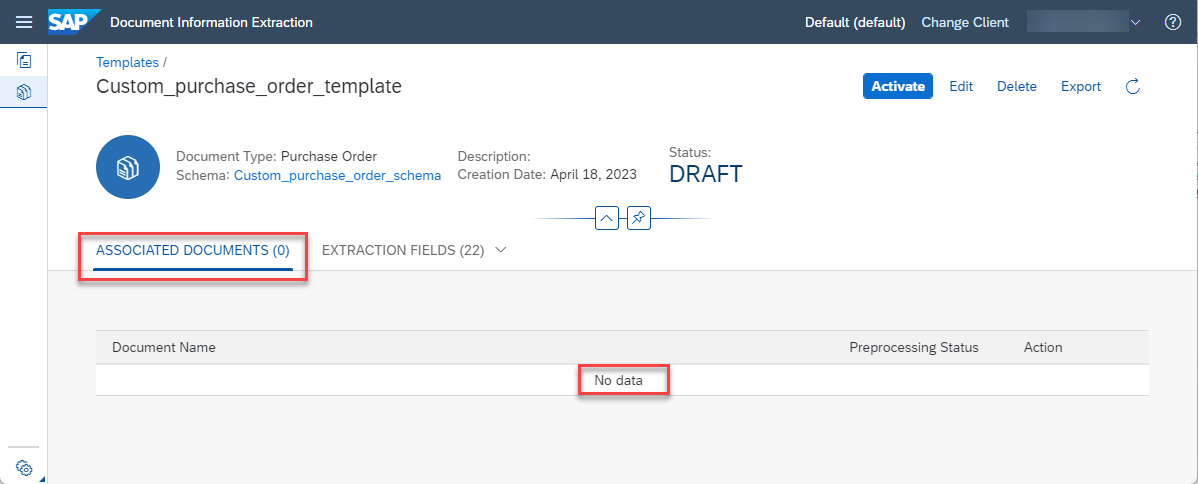 SAP Document Information Extraction Default (default) Change Client
Templates /
Custom_purchase_order_template
Activate Edit Delete Export
Document Type: Purchase Order
Schema: Custom_purchase_order_schema
Description:
Creation Date: April 18, 2023
Status:
DRAFT
ASSOCIATED DOCUMENTS (0) EXTRACTION FIELDS (22)
Document Name Preprocessing Status Action
No data